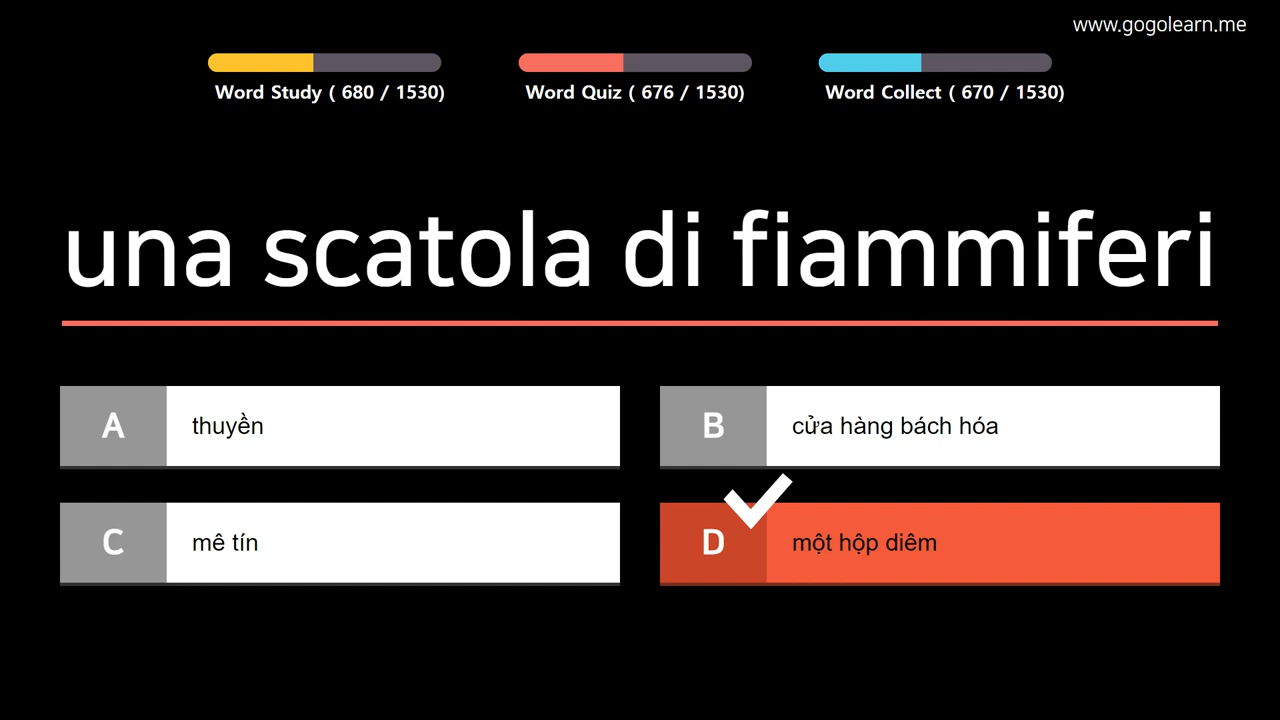 www.gogolearn.me
Word Study ( 680 / 1530)
Word Quiz ( 676 / 1530)
Word Collect ( 670 / 1530)
una scatola di fiammiferi
A thuyền
B cửa hàng bách hóa
C mê tín
D một hộp diêm